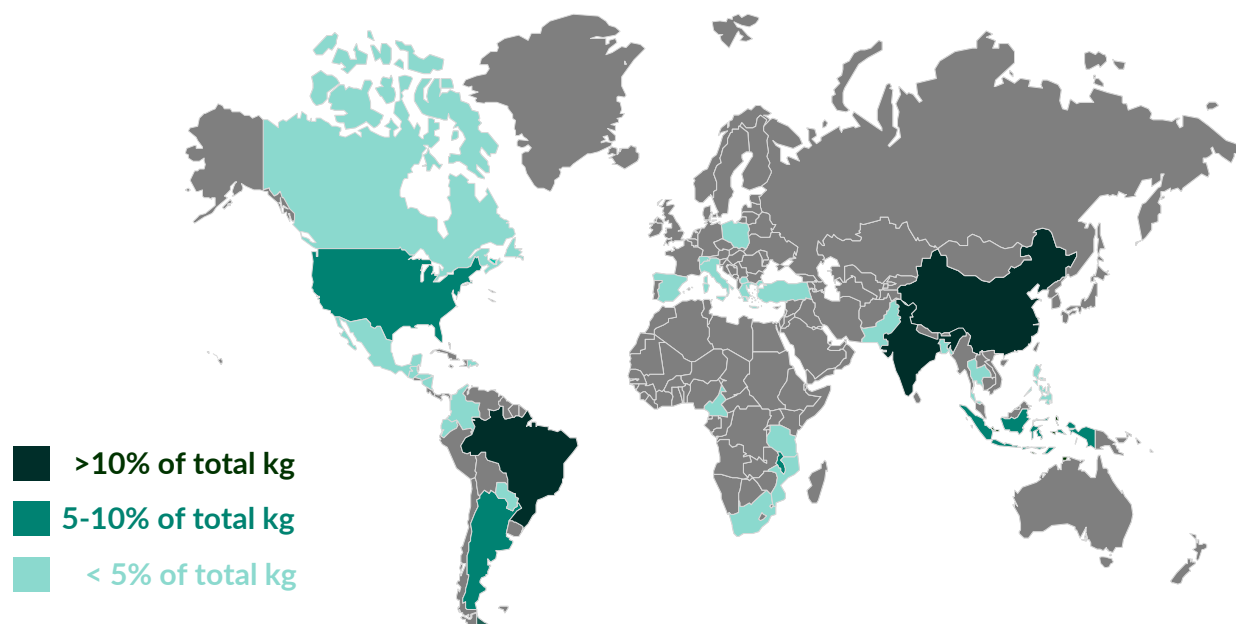 >10% of total kg
5-10% of total kg
< 5% of total kg